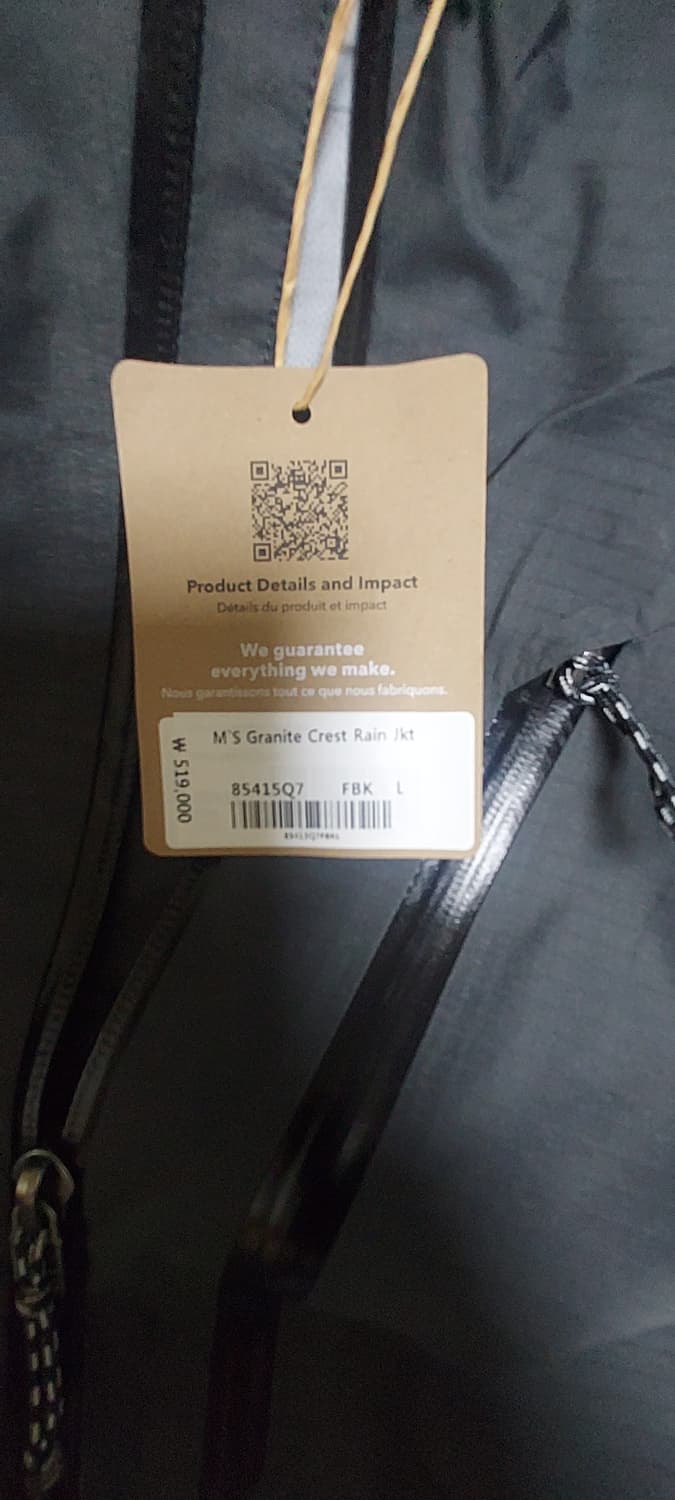 Product Details and Impact
Détails du produit et impact
We guarantee
everything we make.
Nous garantissons tout ce que nous fabriquons.
M`S Granite Crest Rain Jkt
₩ 519,000
85415Q7 FBK L